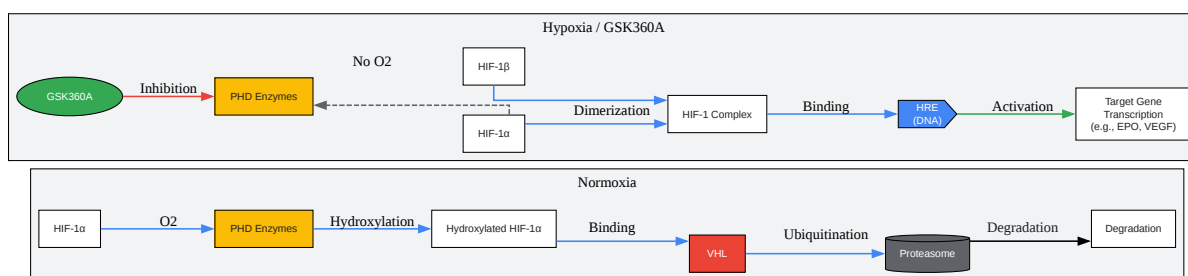 Hypoxia / GSK360A
No O2
HIF-1β
GSK360A
Inhibition
PHD Enzymes
HIF-1α
Dimerization
HIF-1 Complex
Binding
HRE
(DNA)
Activation
Target Gene
Transcription
(e.g., EPO, VEGF)
Normoxia
HIF-1α
O2
PHD Enzymes
Hydroxylation
Hydroxylated HIF-1α
Binding
VHL
Ubiquitination
Proteasome
Degradation
Degradation